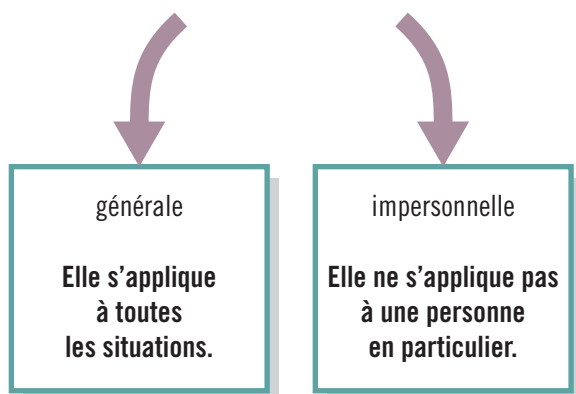 générale
Elle s’applique
à toutes
les situations.
impersonnelle
Elle ne s’applique pas
à une personne
en particulier.